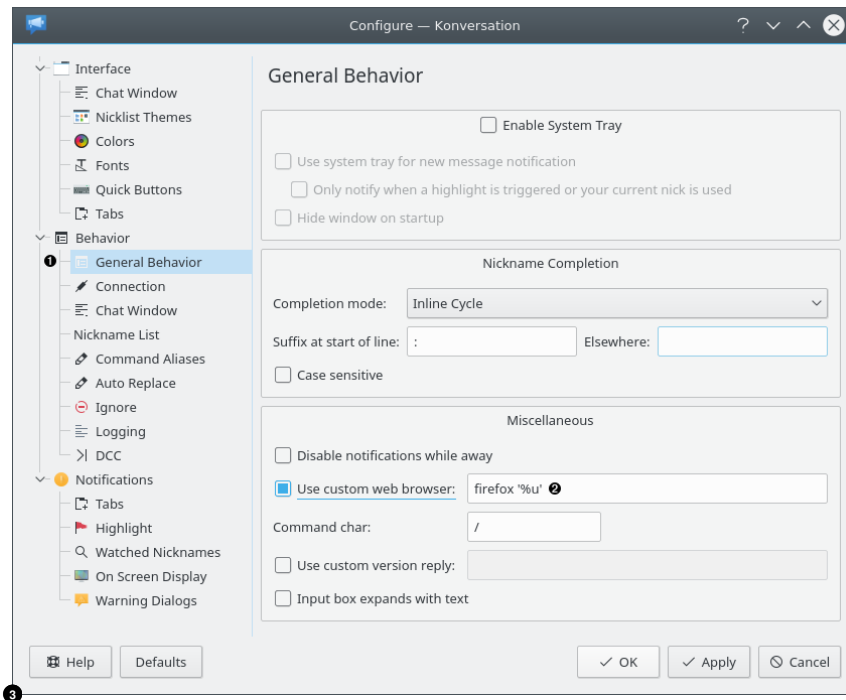 Configure — Konversation
Interface
Chat Window
Nicklist Themes
Colors
Fonts
Quick Buttons
Tabs
Behavior
❶ General Behavior
Connection
Chat Window
Nickname List
Command Aliases
Auto Replace
Ignore
Logging
DCC
Notifications
Tabs
Highlight
Watched Nicknames
On Screen Display
Warning Dialogs
General Behavior
Enable System Tray
Use system tray for new message notification
Only notify when a highlight is triggered or your current nick is used
Hide window on startup
Nickname Completion
Completion mode: Inline Cycle
Suffix at start of line: : Elsewhere:
Case sensitive
Miscellaneous
Disable notifications while away
Use custom web browser: firefox '%u' ❷
Command char: /
Use custom version reply:
Input box expands with text
Help Defaults OK Apply Cancel
❸